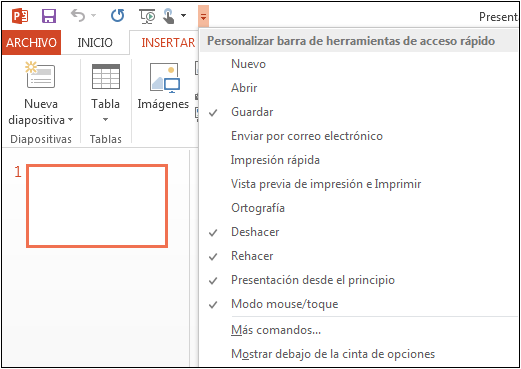 P
Present
ARCHIVO INICIO INSERTAR
Personalizar barra de herramientas de acceso rápido
Nuevo
Abrir
Guardar
Enviar por correo electrónico
Impresión rápida
Vista previa de impresión e Imprimir
Ortografía
Deshacer
Rehacer
Presentación desde el principio
Modo mouse/toque
Más comandos...
Mostrar debajo de la cinta de opciones
Nueva
diapositiva
Tabla
Imágenes
Diapositivas
Tablas
1